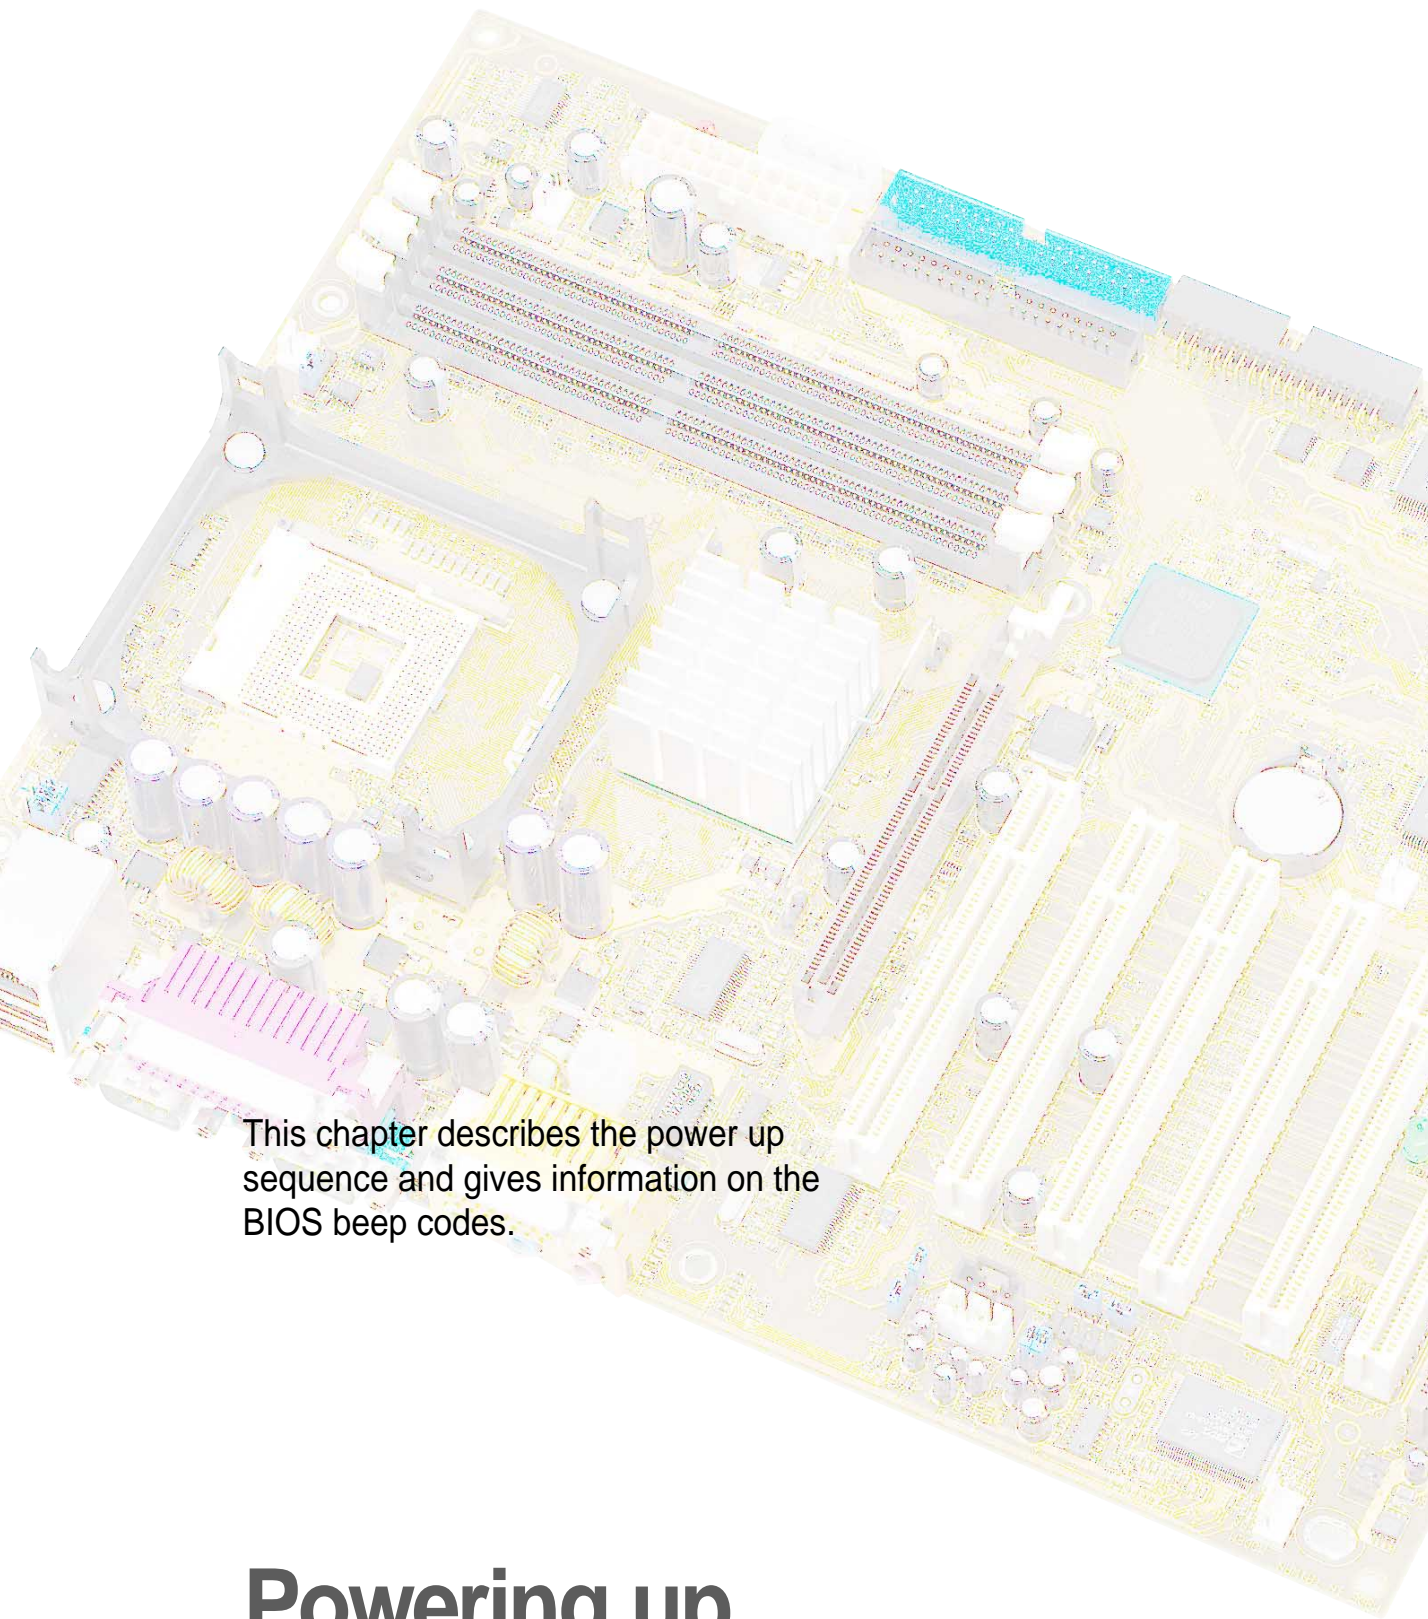 This chapter describes the power up
sequence and gives information on the
BIOS beep codes.
Powering up